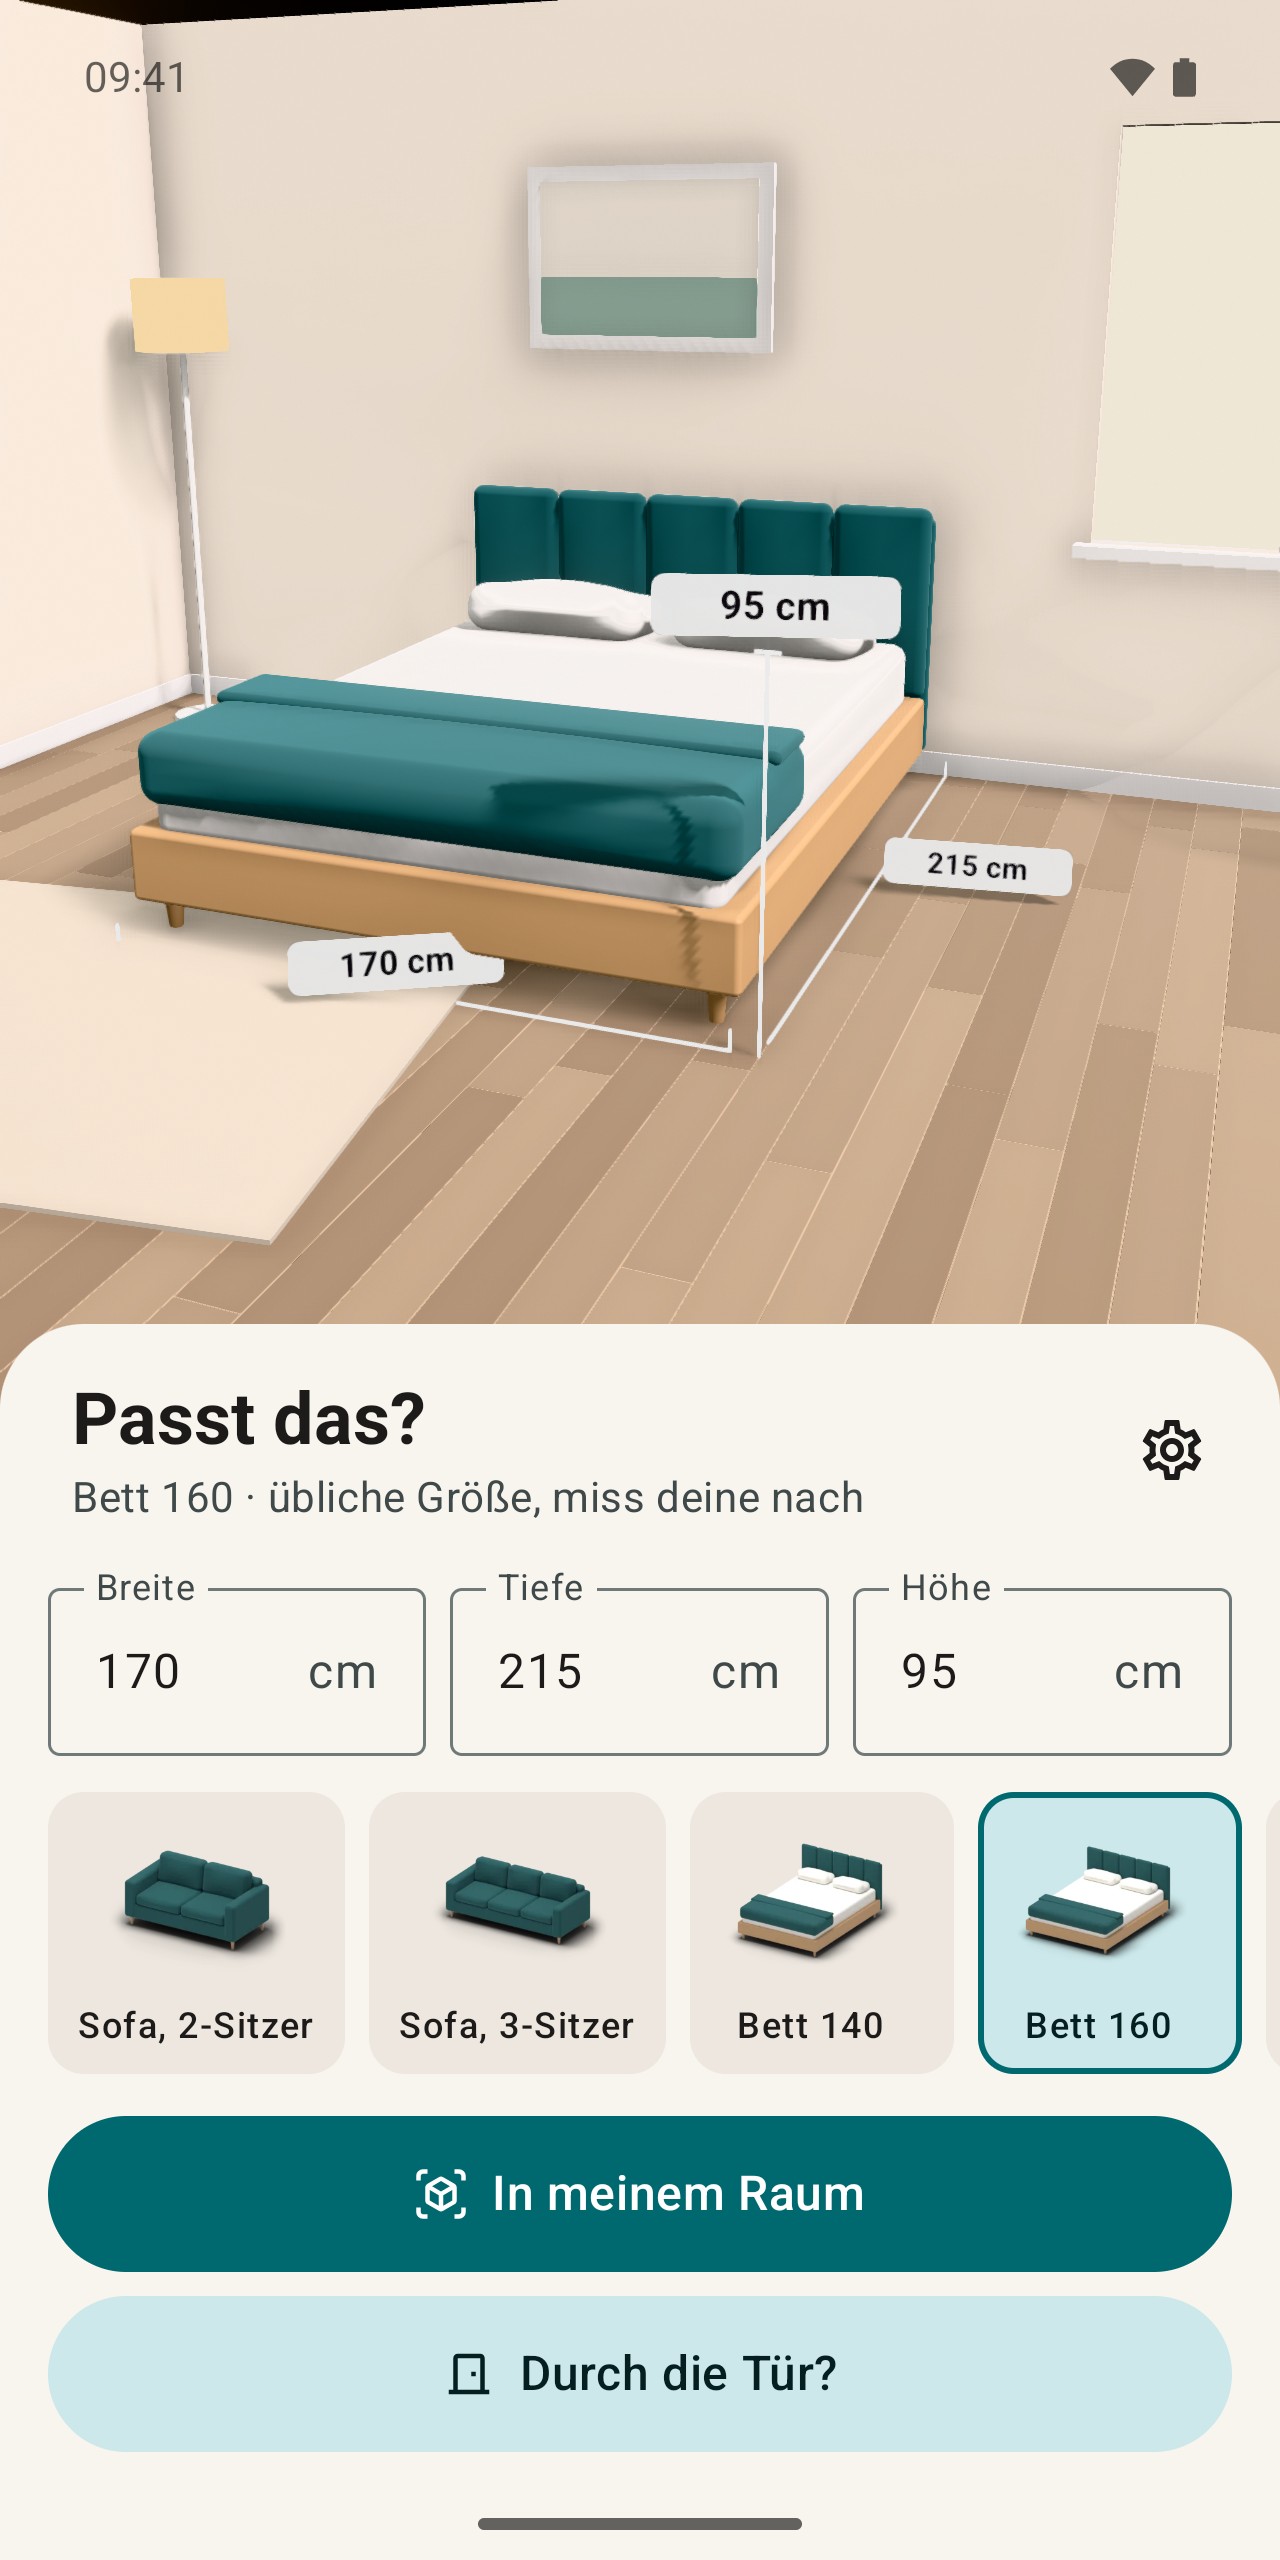 09:41
95 cm
215 cm
170 cm
Passt das?
Bett 160 · übliche Größe, miss deine nach
Breite
170 cm
Tiefe
215 cm
Höhe
95 cm
Sofa, 2-Sitzer
Sofa, 3-Sitzer
Bett 140
Bett 160
In meinem Raum
Durch die Tür?